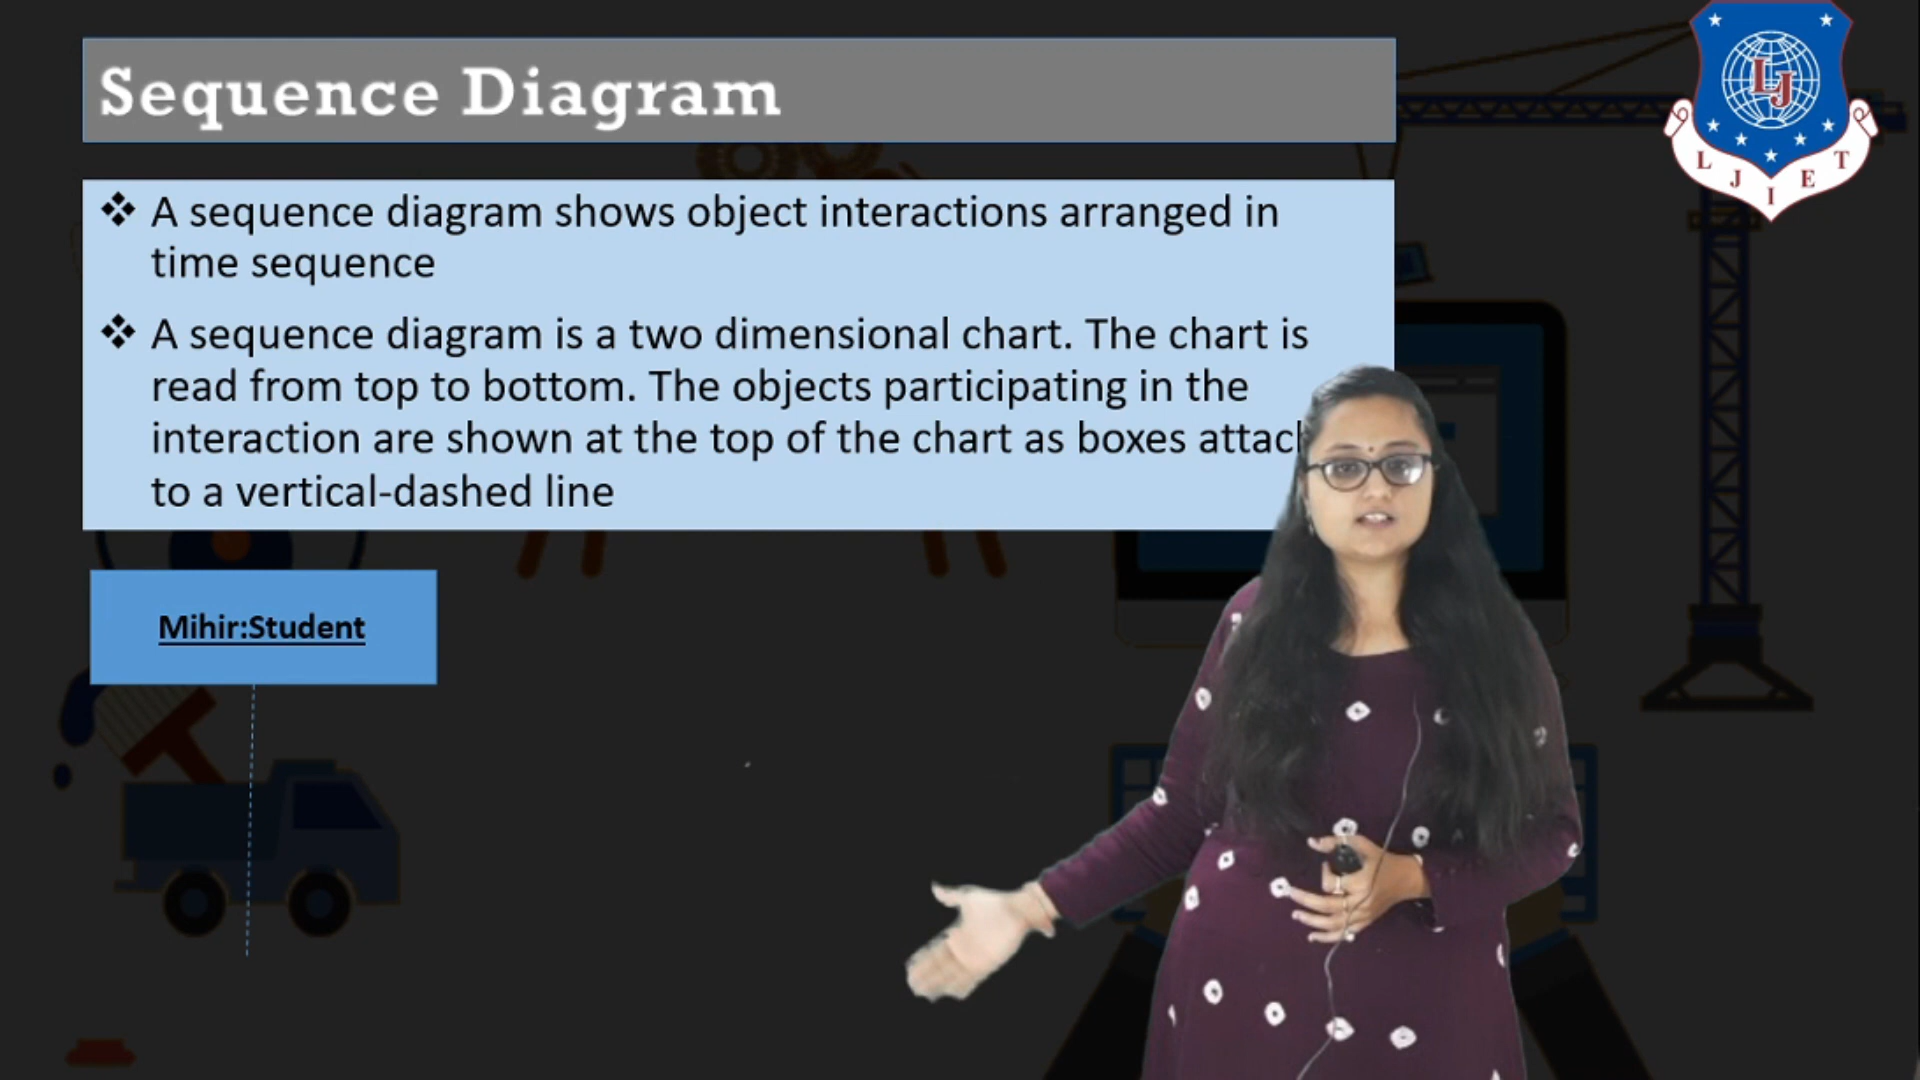 Sequence Diagram
A sequence diagram shows object interactions arranged in
time sequence
A sequence diagram is a two dimensional chart. The chart is
read from top to bottom. The objects participating in the
interaction are shown at the top of the chart as boxes
to a vertical-dashed line
Mihir:Student
LJ
L J I E T